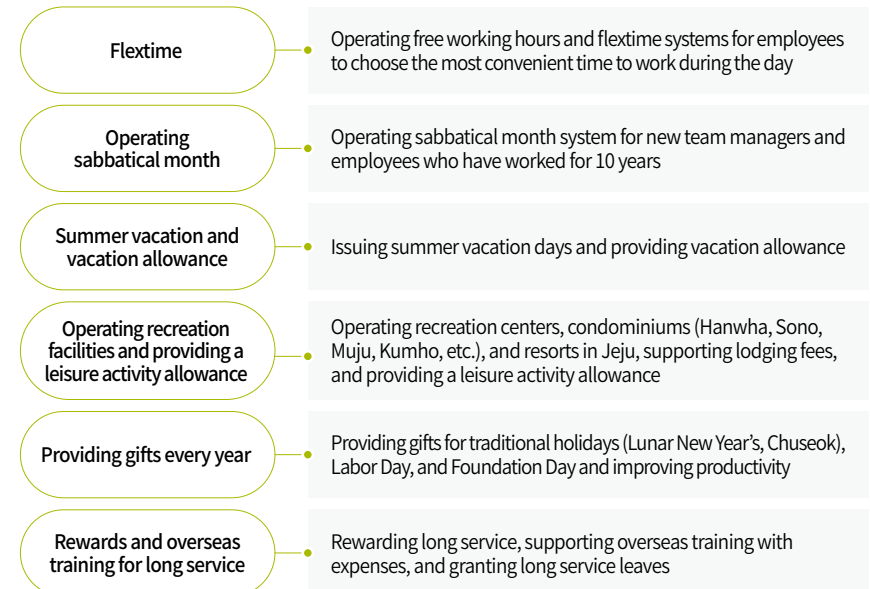 Flextime
Operating free working hours and flextime systems for employees
to choose the most convenient time to work during the day
Operating
sabbatical month
Operating sabbatical month system for new team managers and
employees who have worked for 10 years
Summer vacation and
vacation allowance
Issuing summer vacation days and providing vacation allowance
Operating recreation
facilities and providing a
leisure activity allowance
Operating recreation centers, condominiums (Hanwha, Sono,
Muju, Kumho, etc.), and resorts in Jeju, supporting lodging fees,
and providing a leisure activity allowance
Providing gifts every year
Providing gifts for traditional holidays (Lunar New Year’s, Chuseok),
Labor Day, and Foundation Day and improving productivity
Rewards and overseas
training for long service
Rewarding long service, supporting overseas training with
expenses, and granting long service leaves